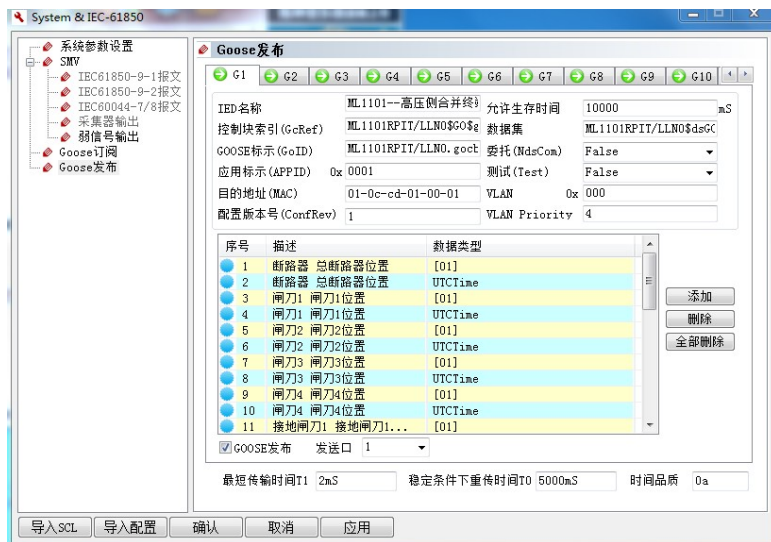 System & IEC-61850
系统参数设置
SMV
IEC61850-9-1报文
IEC61850-9-2报文
IEC60044-7/8报文
采集器输出
弱信号输出
Goose订阅
Goose发布
Goose发布
G1 G2 G3 G4 G5 G6 G7 G8 G9 G10
IED名称 ML1101--高压侧合并终 允许生存时间 10000 mS
控制块索引(GcRef) ML1101RPIT/LLN0$GO$g 数据集 ML1101RPIT/LLN0$dsGO
GOOSE标示(GoID) ML1101RPIT/LLN0.gocb 委托(NdsCom) False
应用标示(APPID) 0x 0001 测试(Test) False
目的地址(MAC) 01-0c-cd-01-00-01 VLAN 0x 000
配置版本号(ConfRev) 1 VLAN Priority 4
序号 描述 数据类型
1 断路器 总断路器位置 [01]
2 断路器 总断路器位置 UTCTime
3 闸刀1 闸刀1位置 [01]
4 闸刀1 闸刀1位置 UTCTime
5 闸刀2 闸刀2位置 [01]
6 闸刀2 闸刀2位置 UTCTime
7 闸刀3 闸刀3位置 [01]
8 闸刀3 闸刀3位置 UTCTime
9 闸刀4 闸刀4位置 [01]
10 闸刀4 闸刀4位置 UTCTime
11 接地闸刀1 接地闸刀1... [01]
添加
删除
全部删除
GOOSE发布 发送口 1
最短传输时间T1 2mS 稳定条件下重传时间T0 5000mS 时间品质 0a
导入SCL 导入配置 确认 取消 应用